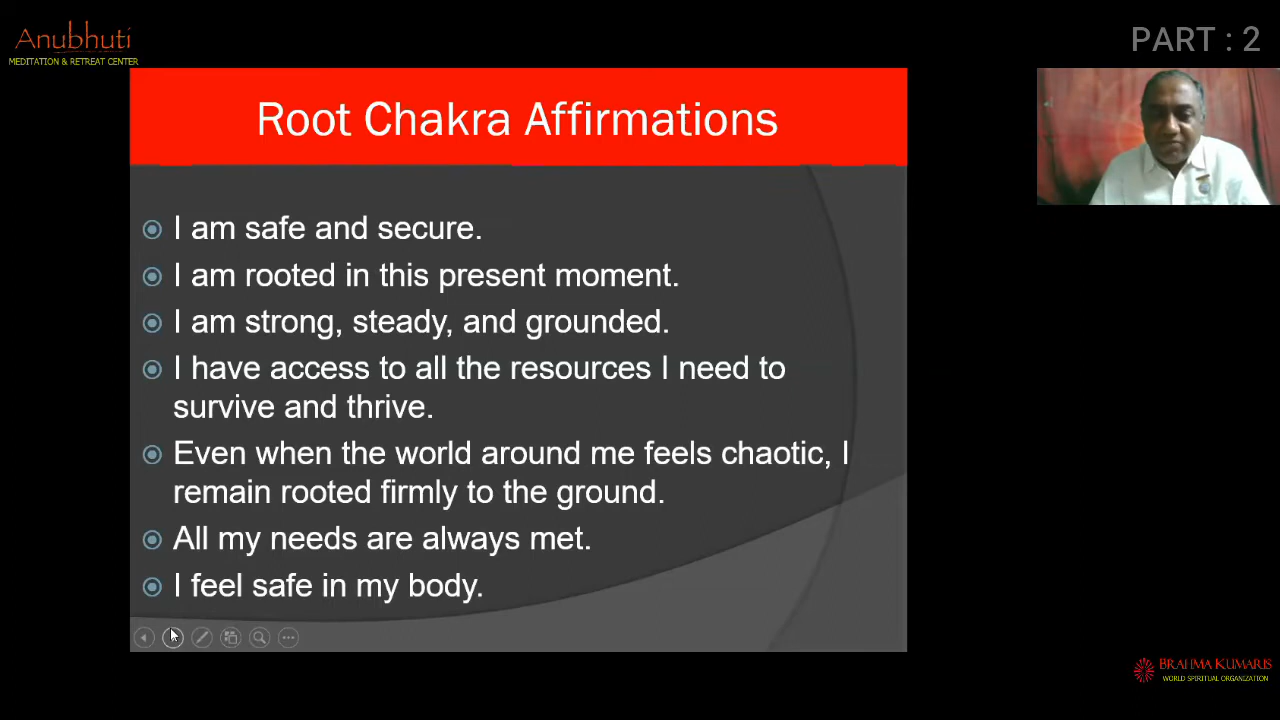 Anubhuti
MEDITATION & RETREAT CENTER
PART : 2
Root Chakra Affirmations
I am safe and secure.
I am rooted in this present moment.
I am strong, steady, and grounded.
I have access to all the resources I need to
survive and thrive.
Even when the world around me feels chaotic, I
remain rooted firmly to the ground.
All my needs are always met.
I feel safe in my body.
BRAHMA KUMARIS
WORLD SPIRITUAL ORGANIZATION